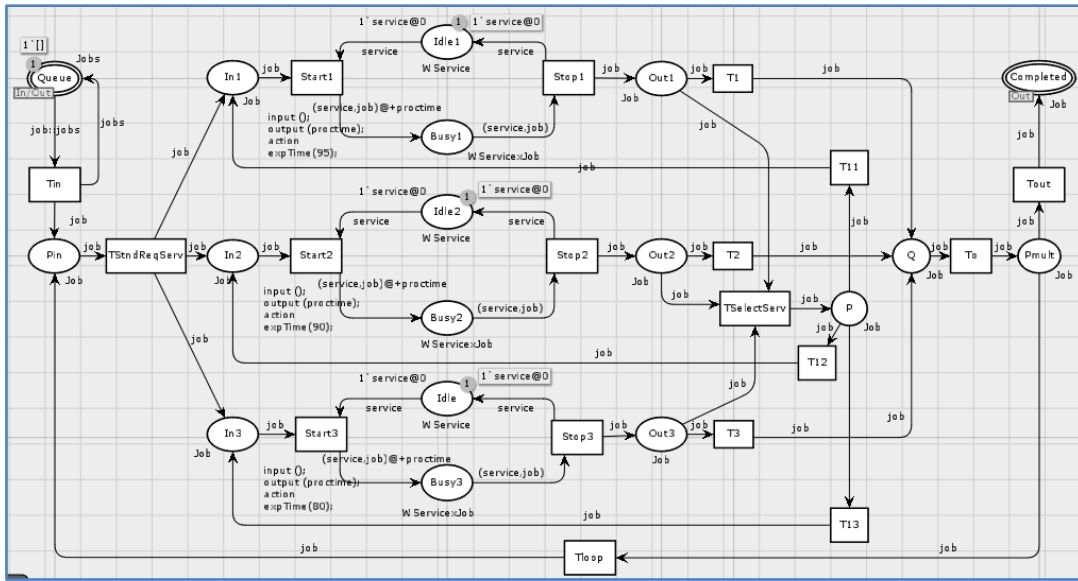 1`[]
1
Jobs
Queue
In/Out
job::jobs
jobs
Tin
job
Pin
Job
job
TStndReqServ
job
job
job
In1
Job
job
Start1
1`service@0
service
Idle1
1
1`service@0
W Service
service
(service,job)@+proctime
input ();
output (proctime);
action
expTime(95);
Busy1
W ServicexJob
(service,job)
Stop1
job
Out1
Job
job
T1
job
job
job
T11
In2
Job
job
Start2
1`service@0
service
Idle2
1
1`service@0
W Service
service
(service,job)@+proctime
input ();
output (proctime);
action
expTime(90);
Busy2
W ServicexJob
(service,job)
Stop2
job
Out2
Job
job
T2
job
job
TSelectServ
job
P
Job
job
T12
job
In3
Job
job
Start3
1`service@0
service
Idle
1
1`service@0
W Service
service
(service,job)@+proctime
input ();
output (proctime);
action
expTime(80);
Busy3
W ServicexJob
(service,job)
Stop3
job
Out3
Job
job
job
T3
job
T13
job
Q
Job
job
To
job
Pmult
Job
job
Tout
job
Completed
Out
Job
job
Tloop
job